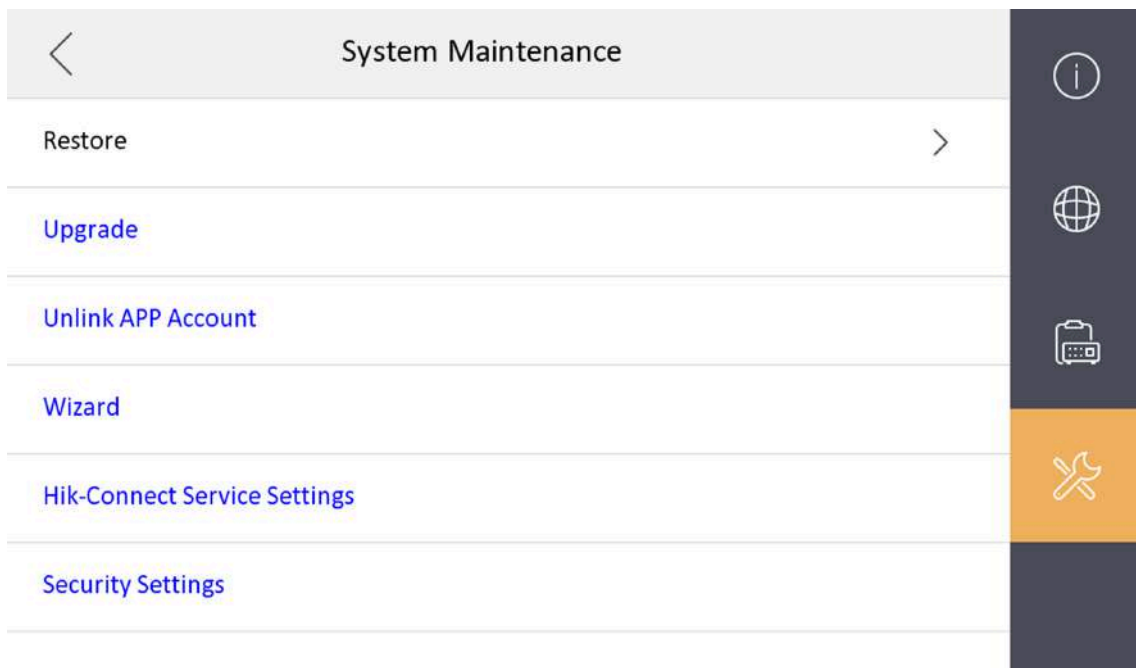 System Maintenance
Restore
Upgrade
Unlink APP Account
Wizard
Hik-Connect Service Settings
Security Settings